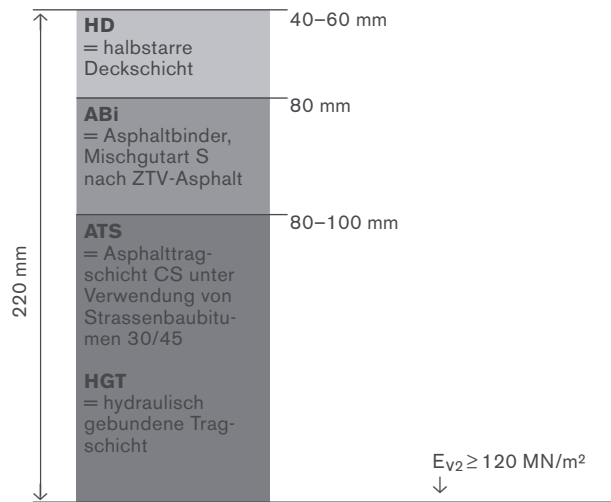 40–60 mm
HD
= halbstarre
Deckschicht
80 mm
ABi
= Asphaltbinder,
Mischgutart S
nach ZTV-Asphalt
80–100 mm
ATS
= Asphalttrag-
schicht CS unter
Verwendung von
Strassenbaubitu-
men 30/45
220 mm
HGT
= hydraulisch
gebundene Trag-
schicht
EV2 ≥ 120 MN/m²